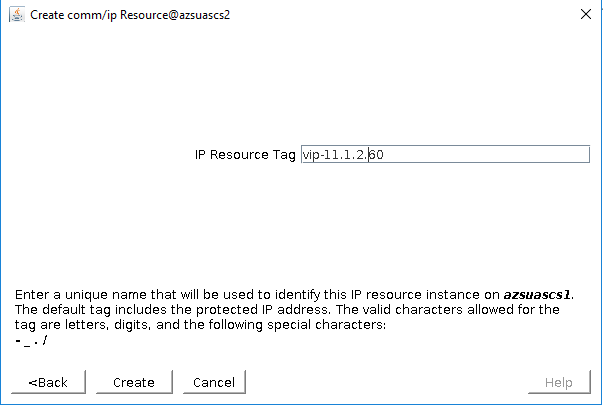 Create comm/ip Resource@azsuascs2
IP Resource Tag vip-11.1.2.60
Enter a unique name that will be used to identify this IP resource instance on azsuascs1.
The default tag includes the protected IP address. The valid characters allowed for the
tag are letters, digits, and the following special characters:
- _ . /
<Back Create Cancel Help